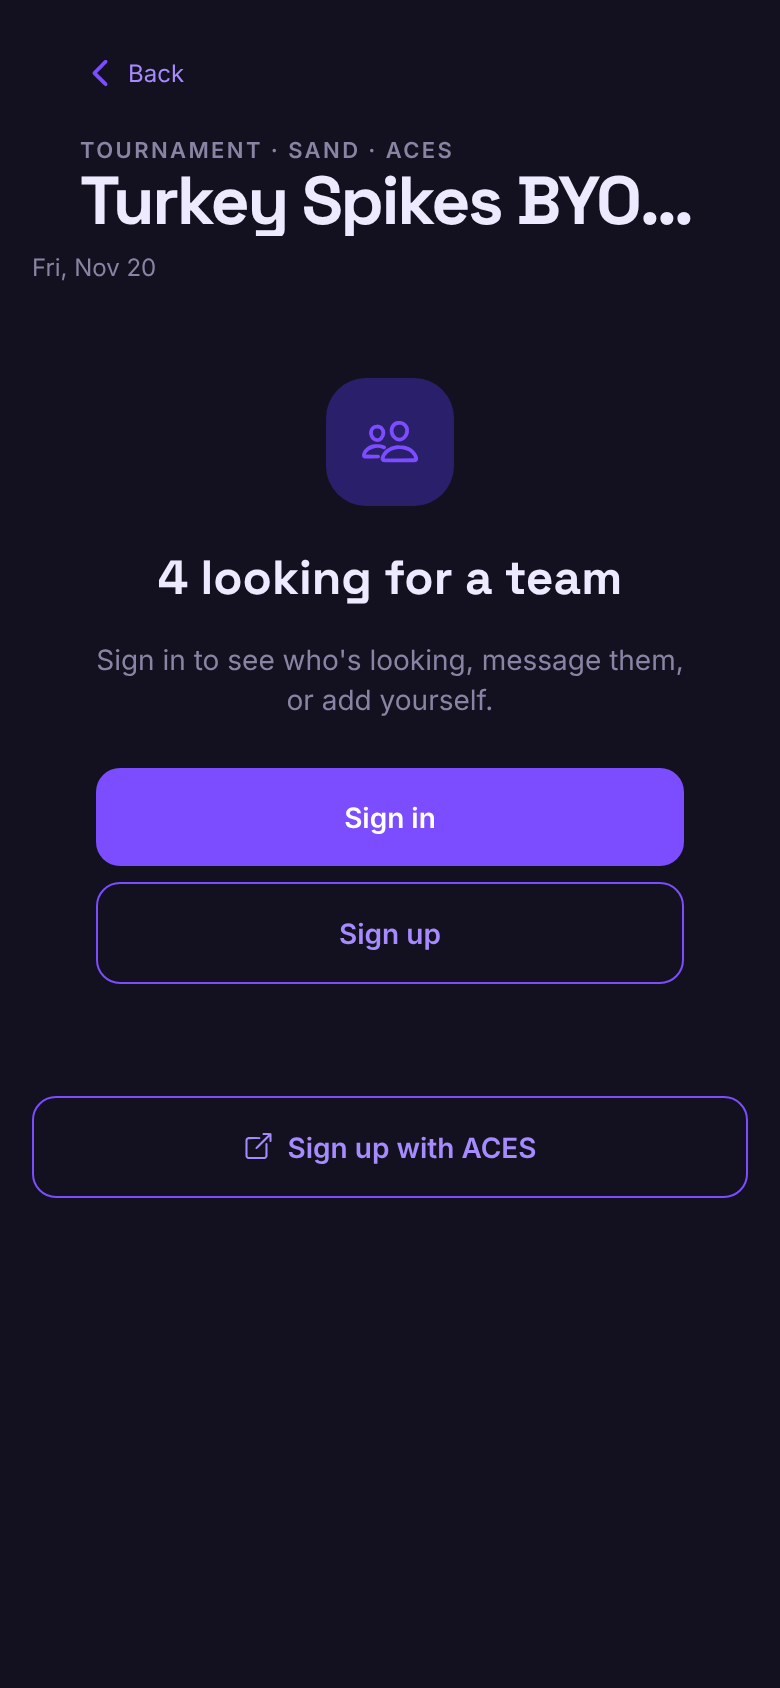 Back
TOURNAMENT · SAND · ACES
Turkey Spikes BYO...
Fri, Nov 20
4 looking for a team
Sign in to see who's looking, message them,
or add yourself.
Sign in
Sign up
Sign up with ACES